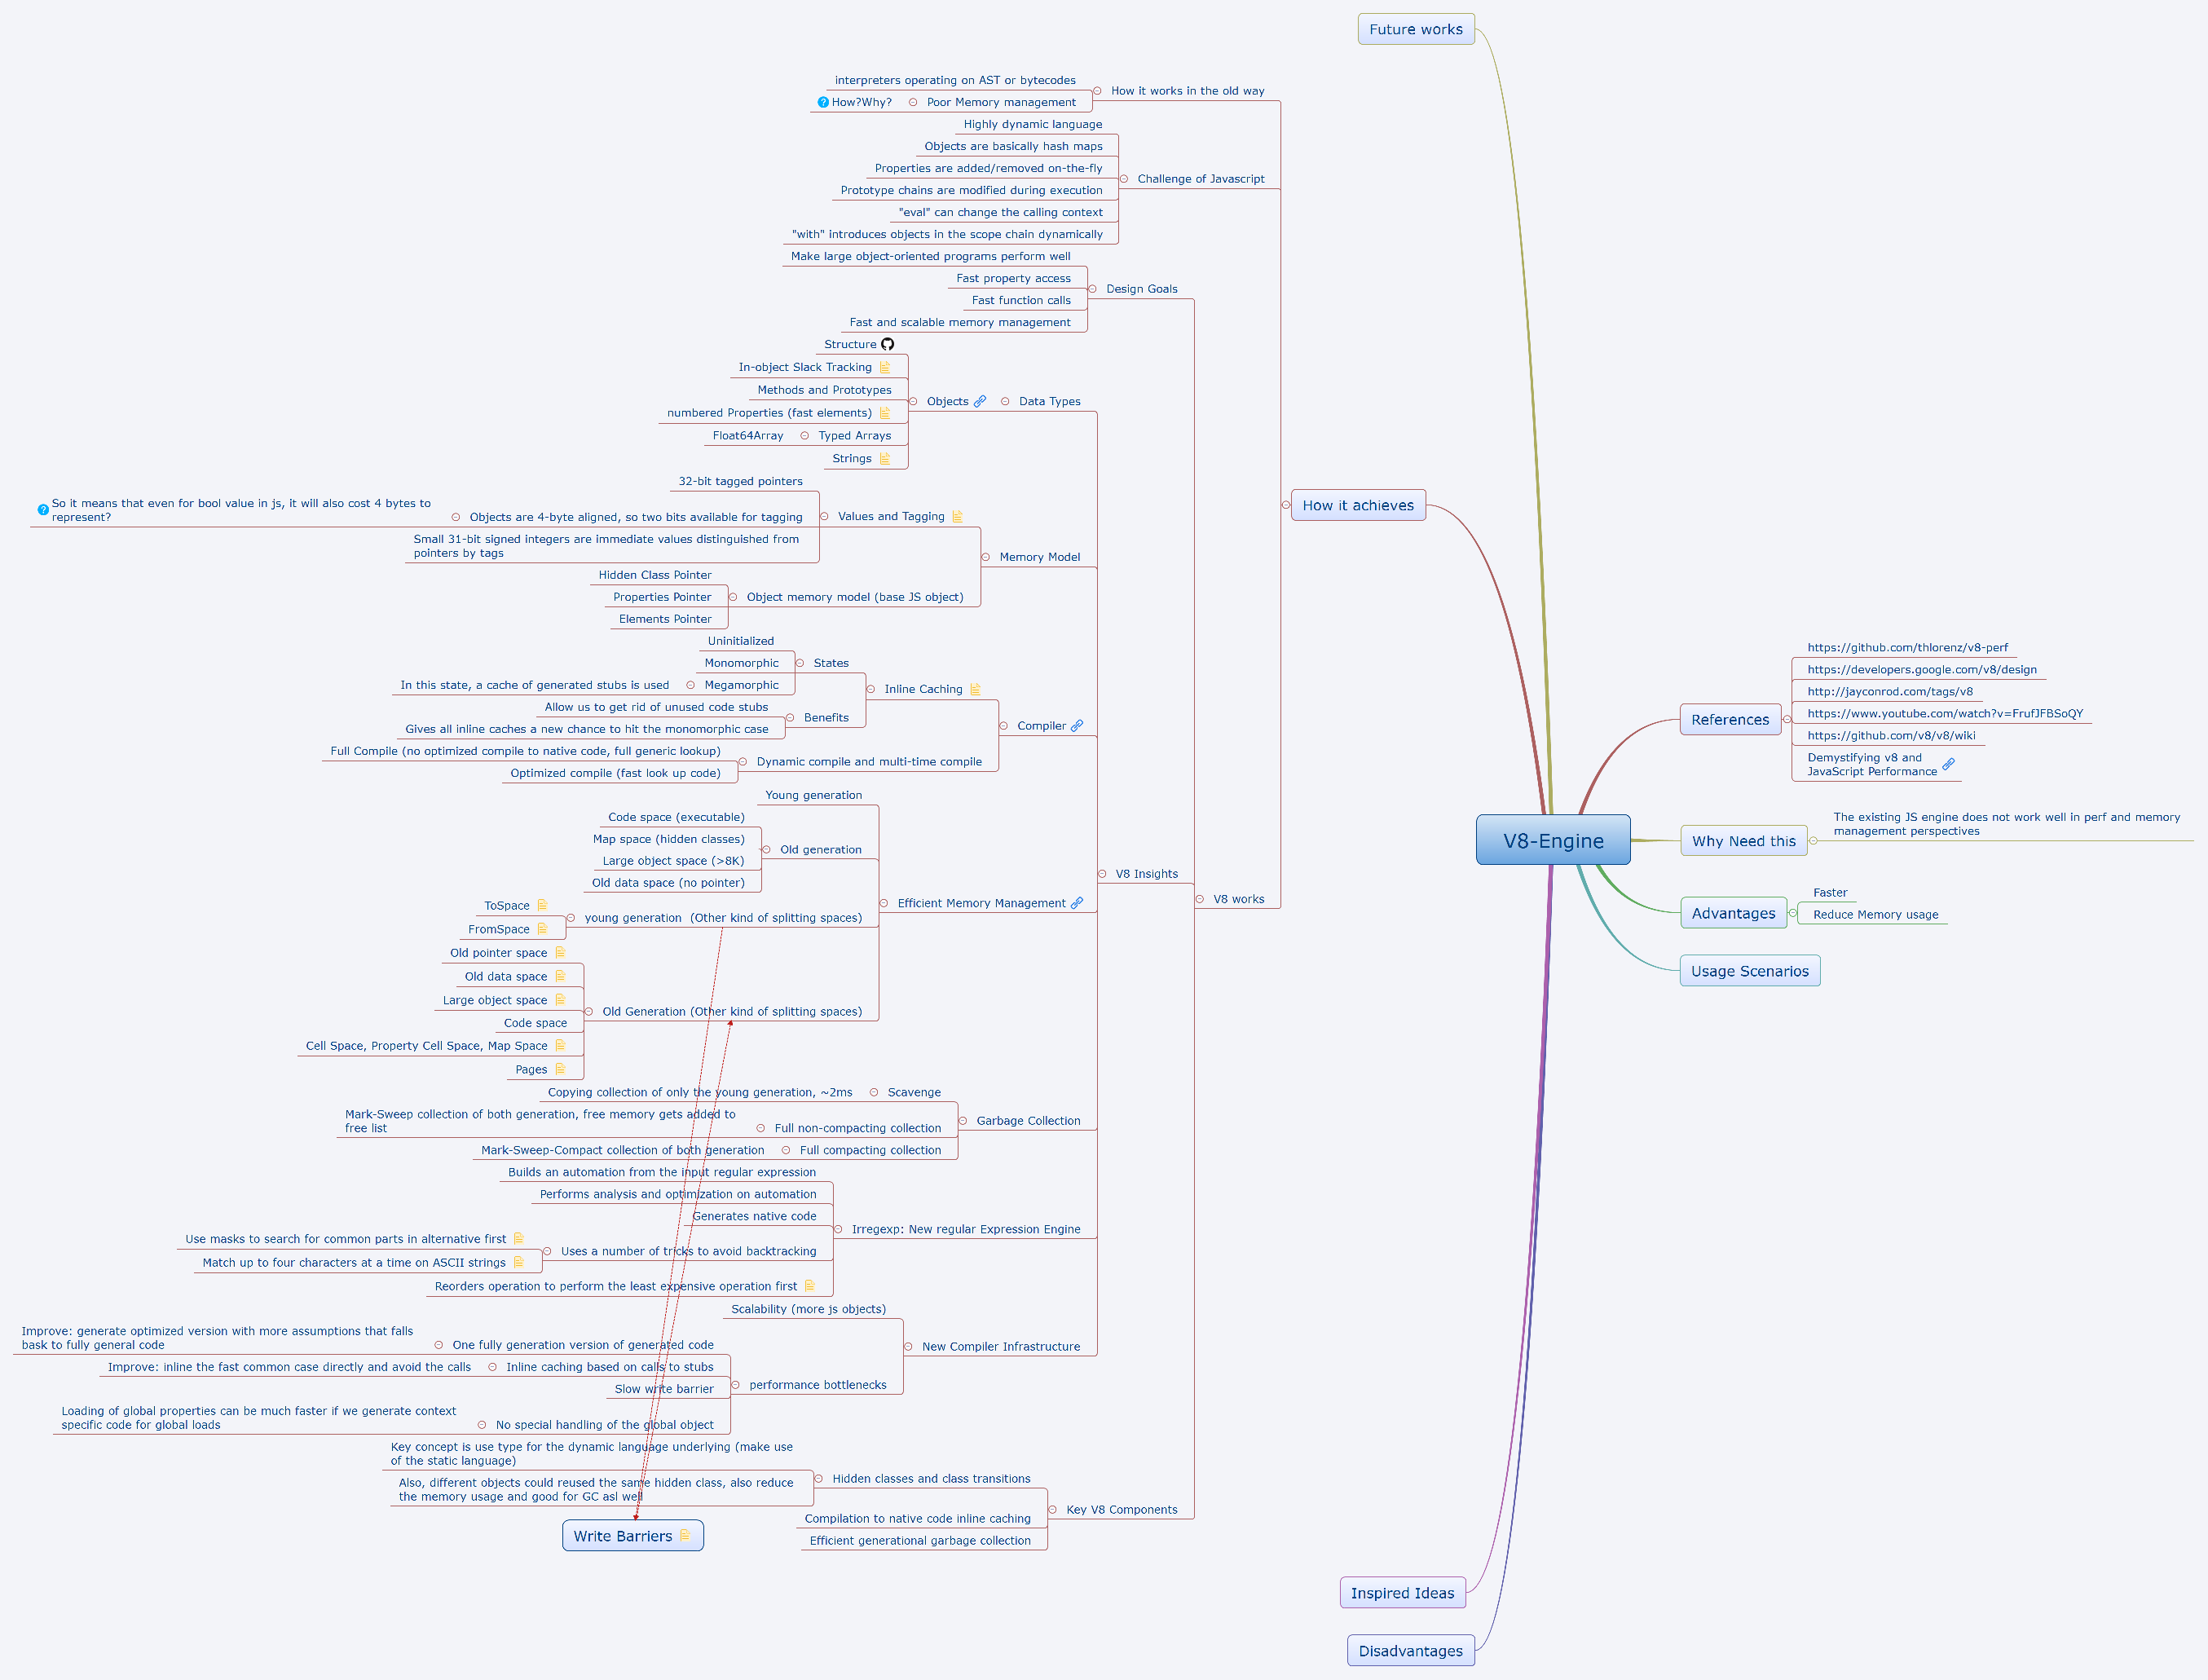 Future works
interpreters operating on AST or bytecodes
How it works in the old way
How?Why?
Poor Memory management
Highly dynamic language
Objects are basically hash maps
Properties are added/removed on-the-fly
Challenge of Javascript
Prototype chains are modified during execution
"eval" can change the calling context
"with" introduces objects in the scope chain dynamically
Make large object-oriented programs perform well
Fast property access
Design Goals
Fast function calls
Fast and scalable memory management
Structure
In-object Slack Tracking
Methods and Prototypes
Objects
Data Types
numbered Properties (fast elements)
Float64Array
Typed Arrays
Strings
32-bit tagged pointers
So it means that even for bool value in js, it will also cost 4 bytes to
represent?
Objects are 4-byte aligned, so two bits available for tagging
Values and Tagging
How it achieves
Small 31-bit signed integers are immediate values distinguished from
pointers by tags
Memory Model
Hidden Class Pointer
Properties Pointer
Object memory model (base JS object)
Elements Pointer
Uninitialized
Monomorphic
States
In this state, a cache of generated stubs is used
Megamorphic
Inline Caching
Allow us to get rid of unused code stubs
Benefits
Gives all inline caches a new chance to hit the monomorphic case
Compiler
Full Compile (no optimized compile to native code, full generic lookup)
Dynamic compile and multi-time compile
Optimized compile (fast look up code)
Young generation
Code space (executable)
Map space (hidden classes)
Old generation
Large object space (>8K)
Old data space (no pointer)
V8 Insights
V8 works
Efficient Memory Management
ToSpace
young generation  (Other kind of splitting spaces)
FromSpace
Old pointer space
Old data space
Large object space
Old Generation (Other kind of splitting spaces)
Code space
Cell Space, Property Cell Space, Map Space
Pages
Copying collection of only the young generation, ~2ms
Scavenge
Mark-Sweep collection of both generation, free memory gets added to
free list
Full non-compacting collection
Garbage Collection
Mark-Sweep-Compact collection of both generation
Full compacting collection
Builds an automation from the input regular expression
Performs analysis and optimization on automation
Generates native code
Irregexp: New regular Expression Engine
Use masks to search for common parts in alternative first
Uses a number of tricks to avoid backtracking
Match up to four characters at a time on ASCII strings
Reorders operation to perform the least expensive operation first
Scalability (more js objects)
Improve: generate optimized version with more assumptions that falls
bask to fully general code
One fully generation version of generated code
New Compiler Infrastructure
Improve: inline the fast common case directly and avoid the calls
Inline caching based on calls to stubs
performance bottlenecks
Slow write barrier
Loading of global properties can be much faster if we generate context
specific code for global loads
No special handling of the global object
Key concept is use type for the dynamic language underlying (make use
of the static language)
Hidden classes and class transitions
Also, different objects could reused the same hidden class, also reduce
the memory usage and good for GC asl well
Key V8 Components
Compilation to native code inline caching
Efficient generational garbage collection
Write Barriers
V8-Engine
https://github.com/thlorenz/v8-perf
https://developers.google.com/v8/design
http://jayconrod.com/tags/v8
References
https://www.youtube.com/watch?v=FrufJFBSoQY
https://github.com/v8/v8/wiki
Demystifying v8 and
JavaScript Performance
The existing JS engine does not work well in perf and memory
management perspectives
Why Need this
Faster
Advantages
Reduce Memory usage
Usage Scenarios
Inspired Ideas
Disadvantages